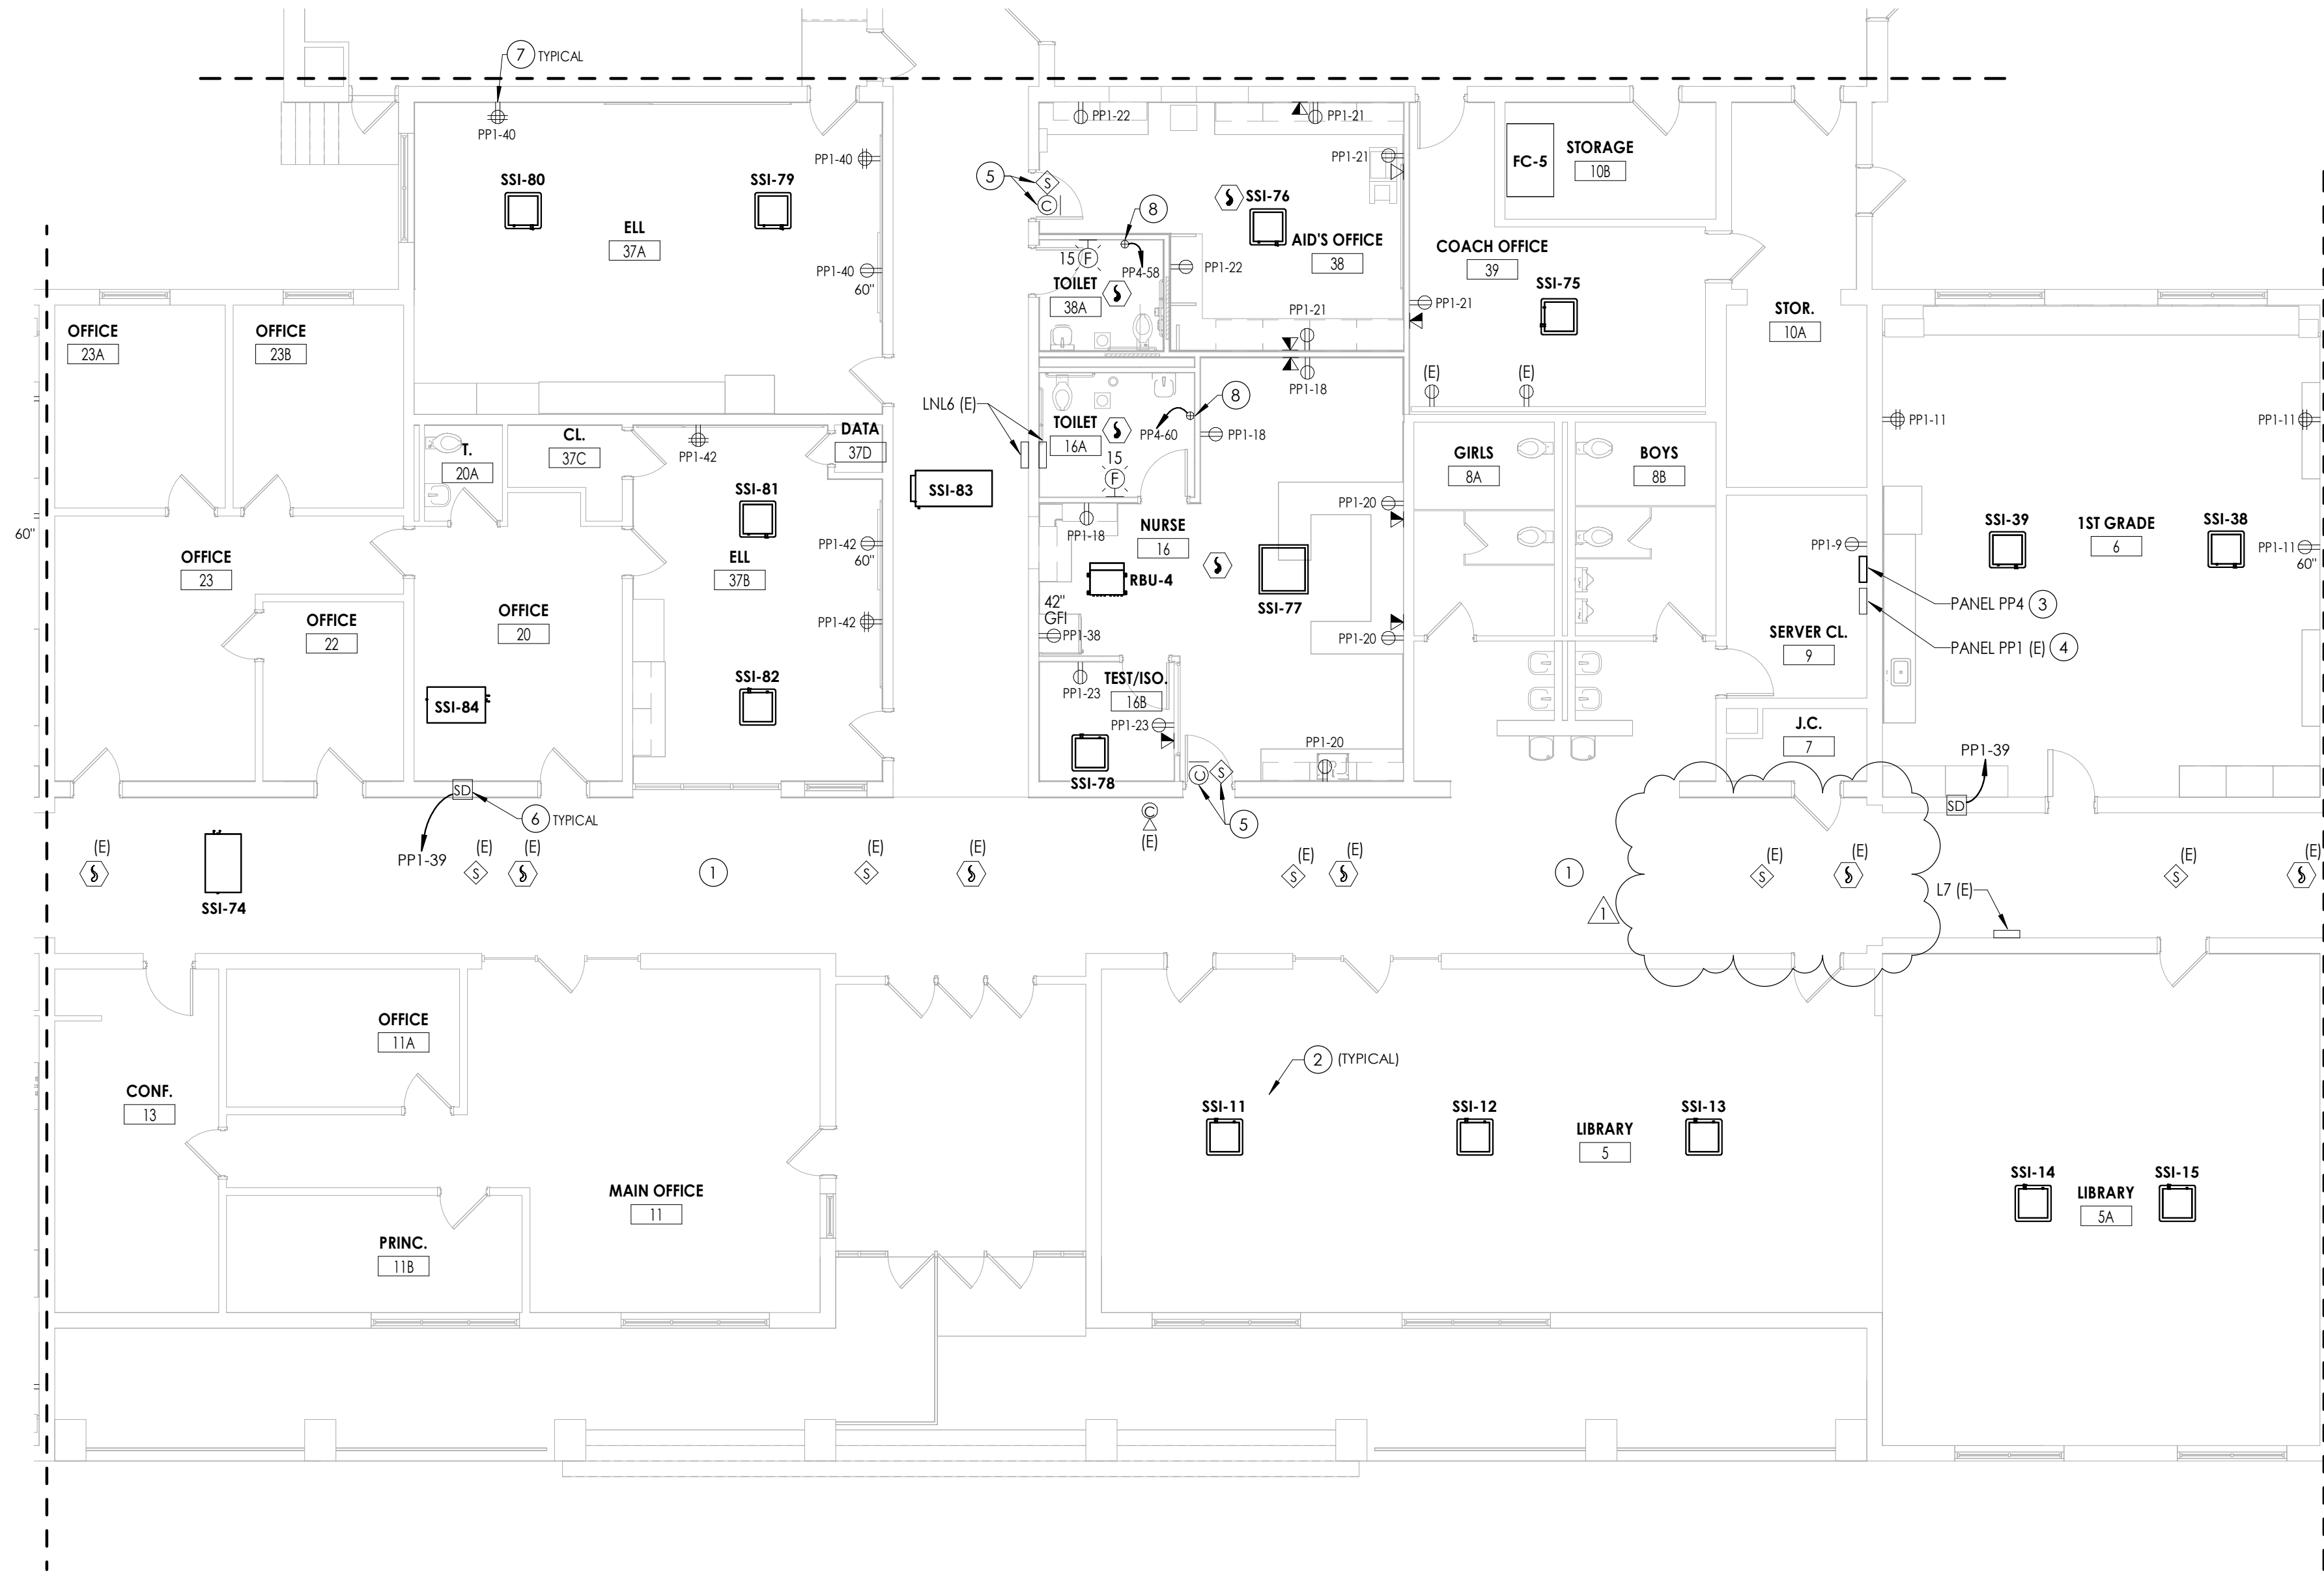 7 TYPICAL
PP1-40
PP1-22
PP1-21
PP1-40
PP1-21
FC-5
STORAGE
10B
5
S
C
SSI-80
SSI-79
SSI-76
8
ELL
37A
AID'S OFFICE
38
COACH OFFICE
39
15
F
PP4-58
PP1-22
PP1-40
60"
TOILET
38A
SSI-75
PP1-21
PP1-21
STOR.
10A
OFFICE
23A
OFFICE
23B
(E)
(E)
PP1-18
LNL6 (E)
8
TOILET
16A
PP4-60
PP1-18
PP1-11
PP1-11
T.
20A
CL.
37C
PP1-42
DATA
37D
15
F
GIRLS
8A
BOYS
8B
SSI-81
SSI-83
PP1-20
60"
NURSE
16
PP1-18
SSI-39
1ST GRADE
6
SSI-38
PP1-42
60"
PP1-9
PP1-11
60"
OFFICE
23
ELL
37B
RBU-4
SSI-77
PANEL PP4 3
OFFICE
22
OFFICE
20
42"
GFI
PP1-38
PP1-42
PP1-20
SERVER CL.
9
PANEL PP1 (E) 4
SSI-82
PP1-23
TEST/ISO.
16B
SSI-84
PP1-23
PP1-20
J.C.
7
PP1-39
SSI-78
SD
6 TYPICAL
C
S
5
SD
C
(E)
PP1-39
(E)
(E)
S
(E)
1
(E)
S
(E)
(E)
S
(E)
1
(E)
S
(E)
(E)
S
(E)
SSI-74
1
L7 (E)
OFFICE
11A
CONF.
13
2 (TYPICAL)
SSI-11
SSI-12
SSI-13
LIBRARY
5
MAIN OFFICE
11
SSI-14
LIBRARY
5A
SSI-15
PRINC.
11B